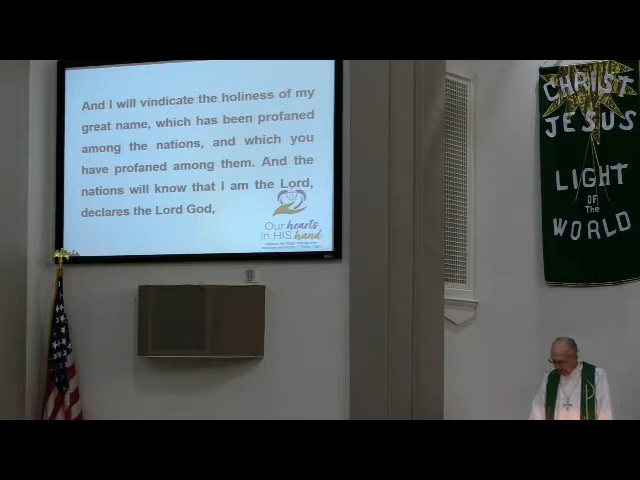 And I will vindicate the holiness of my
great name, which has been profaned
among the nations, and which you
have profaned among them. And the
nations will know that I am the Lord,
declares the Lord God,
Our hearts
in HIS hand
CHRIST
JESUS
LIGHT
OF
The
WORLD